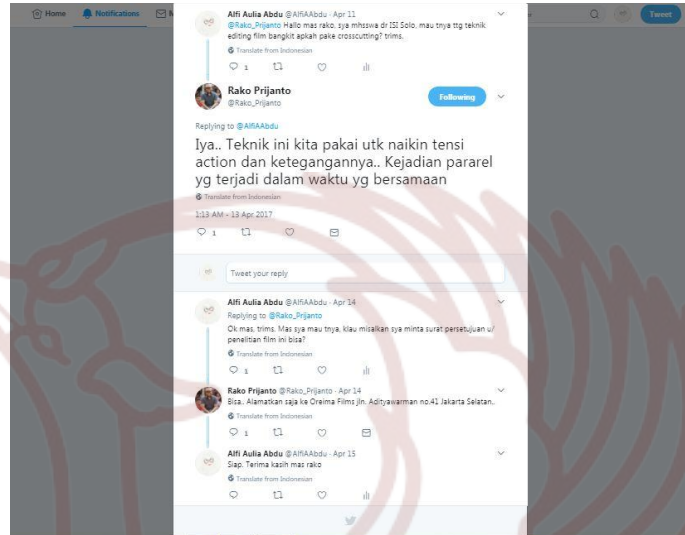 Home Notifications M Tweet
Alfi Aulia Abdu @AlfiAAbdu · Apr 11
@Rako_Prijanto Hallo mas rako, sya mhsswa dr ISI Solo, mau tnya ttg teknik
editing film bangkit apkah pake crosscutting? trims.
Translate from Indonesian
1
Rako Prijanto
@Rako_Prijanto
Following
Replying to @AlfiAAbdu
Iya.. Teknik ini kita pakai utk naikin tensi
action dan ketegangannya.. Kejadian pararel
yg terjadi dalam waktu yg bersamaan
Translate from Indonesian
1:13 AM - 13 Apr 2017
1
Tweet your reply
Alfi Aulia Abdu @AlfiAAbdu · Apr 14
Replying to @Rako_Prijanto
Ok mas, trims. Mas sya mau tnya, klau misalkan sya minta surat persetujuan u/
penelitian film ini bisa?
Translate from Indonesian
1
Rako Prijanto @Rako_Prijanto · Apr 14
Bisa.. Alamatkan saja ke Oreima Films jln. Adityawarman no.41 Jakarta Selatan..
Translate from Indonesian
1
Alfi Aulia Abdu @AlfiAAbdu · Apr 15
Siap. Terima kasih mas rako
Translate from Indonesian